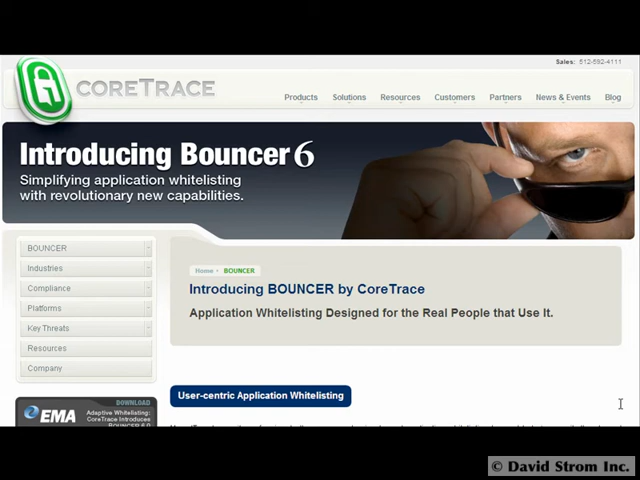 Sales: 512-592-4111
CORETRACE
Products Solutions Resources Customers Partners News & Events Blog
Introducing Bouncer 6
Simplifying application whitelisting
with revolutionary new capabilities.
BOUNCER
Industries
Compliance
Platforms
Key Threats
Resources
Company
Home • BOUNCER
Introducing BOUNCER by CoreTrace
Application Whitelisting Designed for the Real People that Use It.
User-centric Application Whitelisting
DOWNLOAD
EMA
Adaptive Whitelisting:
CoreTrace Introduces
BOUNCER 6.0
© David Strom Inc.